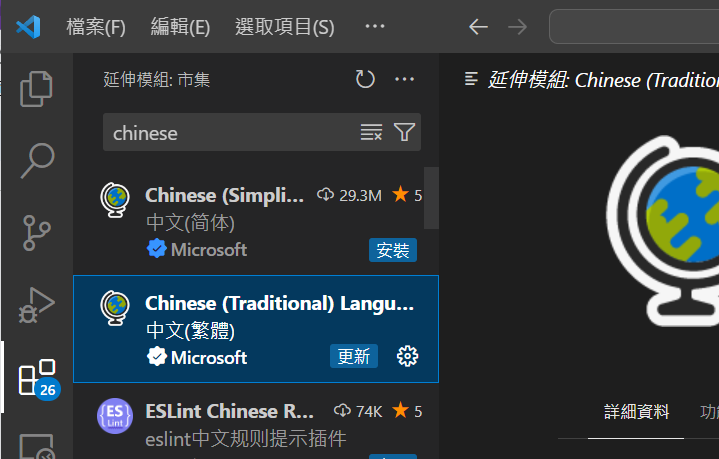 檔案(F) 編輯(E) 選取項目(S) ...
延伸模組: 市集 ...
延伸模組: Chinese (Tradition
chinese
Chinese (Simpli... 29.3M 5
中文(简体)
Microsoft 安裝
Chinese (Traditional) Langu...
中文(繁體)
Microsoft 更新
26
ES
Lint
ESLint Chinese R... 74K 5
eslint中文规则提示插件
詳細資料 功能